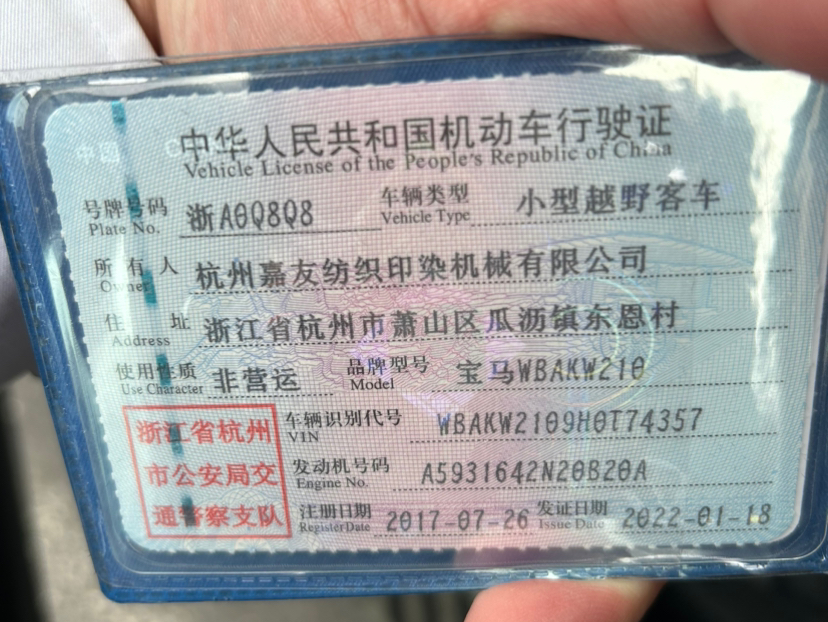 中华人民共和国机动车行驶证
Vehicle License of the People's Republic of China
号牌号码 浙A0Q8Q8 车辆类型 小型越野客车
Plate No. Vehicle Type
所有人 杭州嘉友纺织印染机械有限公司
Owner
住址 浙江省杭州市萧山区瓜沥镇东恩村
Address
使用性质 非营运 品牌型号 宝马WBAKW210
Use Character Model
浙江省杭州
市公安局交
通警察支队
车辆识别代号 WBAKW2109H0T74357
VIN
发动机号码 A5931642N20B20A
Engine No.
注册日期 2017-07-26 发证日期 2022-01-18
Register Date Issue Date